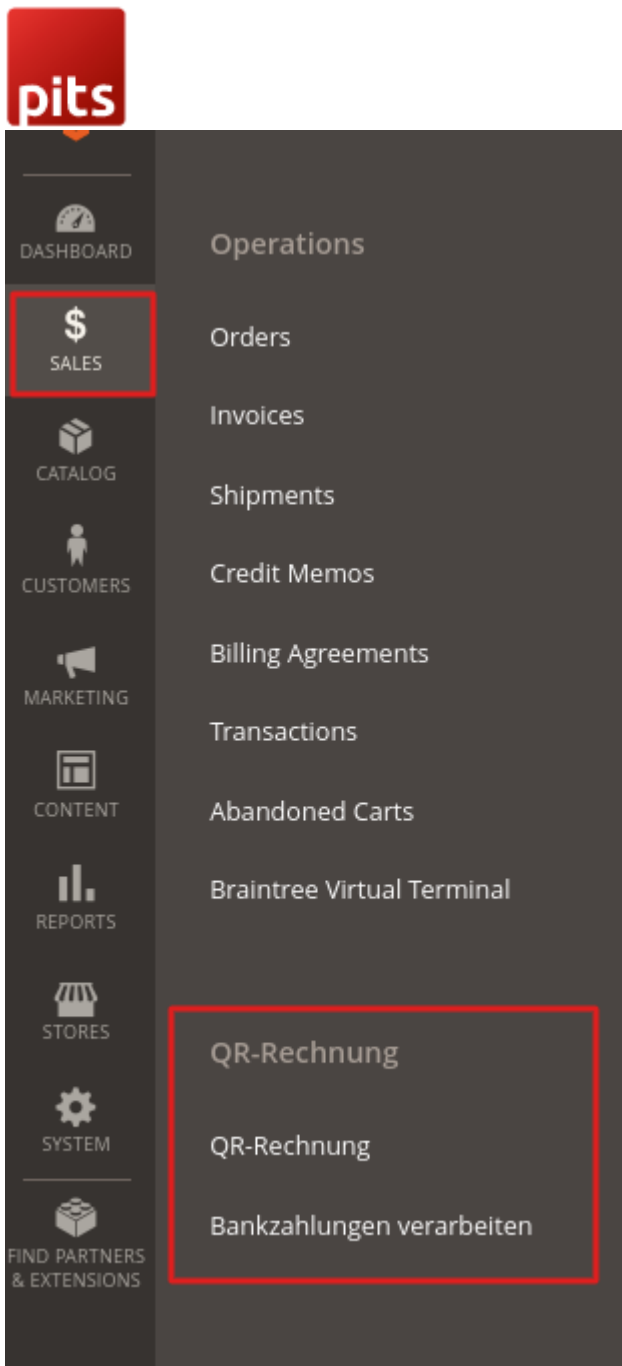 pits
DASHBOARD
$
SALES
CATALOG
CUSTOMERS
MARKETING
CONTENT
REPORTS
STORES
SYSTEM
FIND PARTNERS
& EXTENSIONS
Operations
Orders
Invoices
Shipments
Credit Memos
Billing Agreements
Transactions
Abandoned Carts
Braintree Virtual Terminal
QR-Rechnung
QR-Rechnung
Bankzahlungen verarbeiten